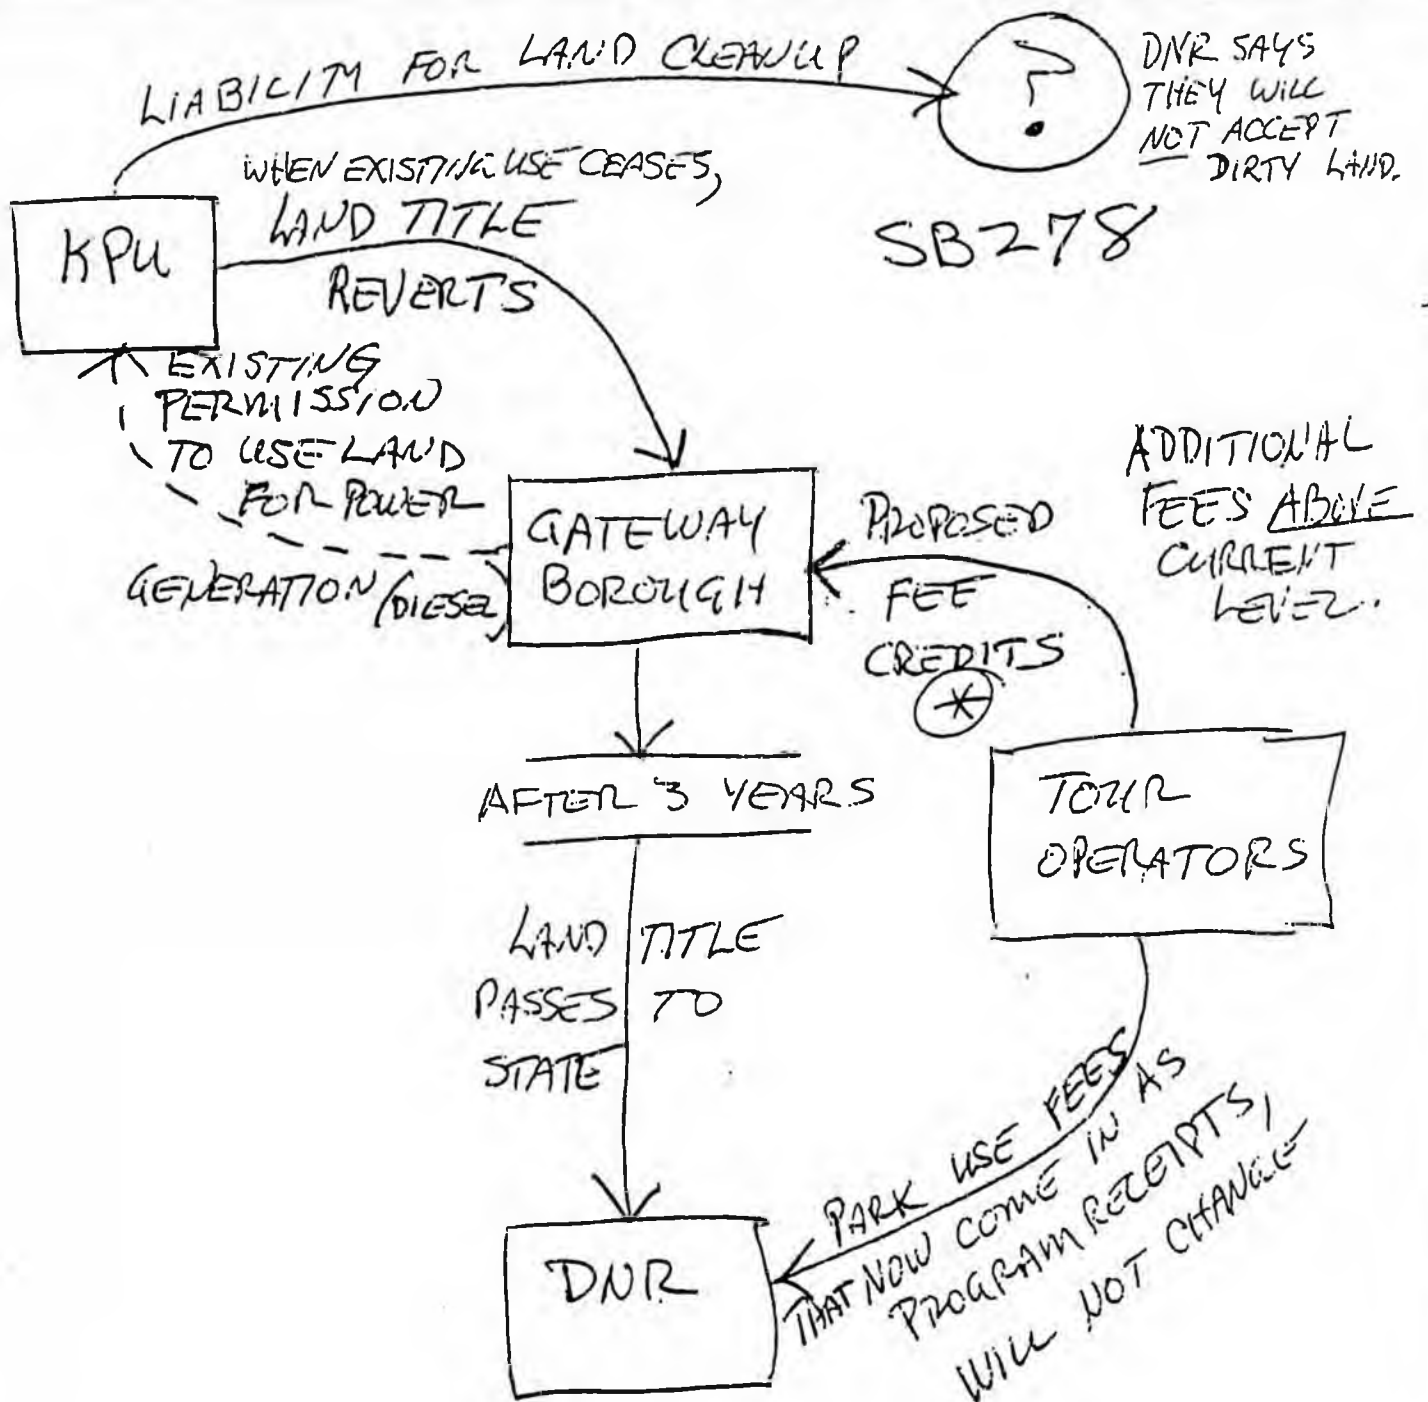 LIABILITY FOR LAND CLEANUP
?
DNR SAYS
THEY WILL
NOT ACCEPT
DIRTY LAND.
SB278
KPU
WHEN EXISTING USE CEASES,
LAND TITLE
REVERTS
EXISTING
PERMISSION
TO USE LAND
FOR POWER
GENERATION (DIESEL)
GATEWAY
BOROUGH
PROPOSED
FEE
CREDITS
*
ADDITIONAL
FEES ABOVE
CURRENT
LEVEL.
AFTER 3 YEARS
TOUR
OPERATORS
LAND TITLE
PASSES TO
STATE
PARK USE FEES
THAT NOW COME IN AS
PROGRAM RECEIPTS,
WILL NOT CHANGE
DNR